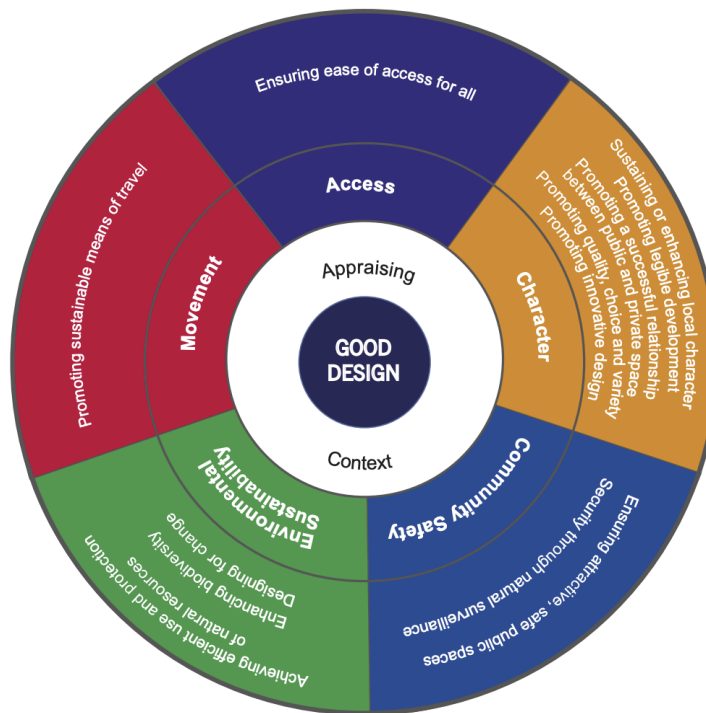 Ensuring ease of access for all
Access
Sustaining or enhancing local character
Promoting legible development
Promoting a successful relationship
between public and private space
Promoting quality, choice and variety
Promoting innovative design
Character
Community Safety
Ensuring attractive, safe public spaces
Security through natural surveillance
Environmental
Sustainability
Achieving efficient use and protection
of natural resources
Enhancing biodiversity
Designing for change
Movement
Promoting sustainable means of travel
Appraising
GOOD
DESIGN
Context